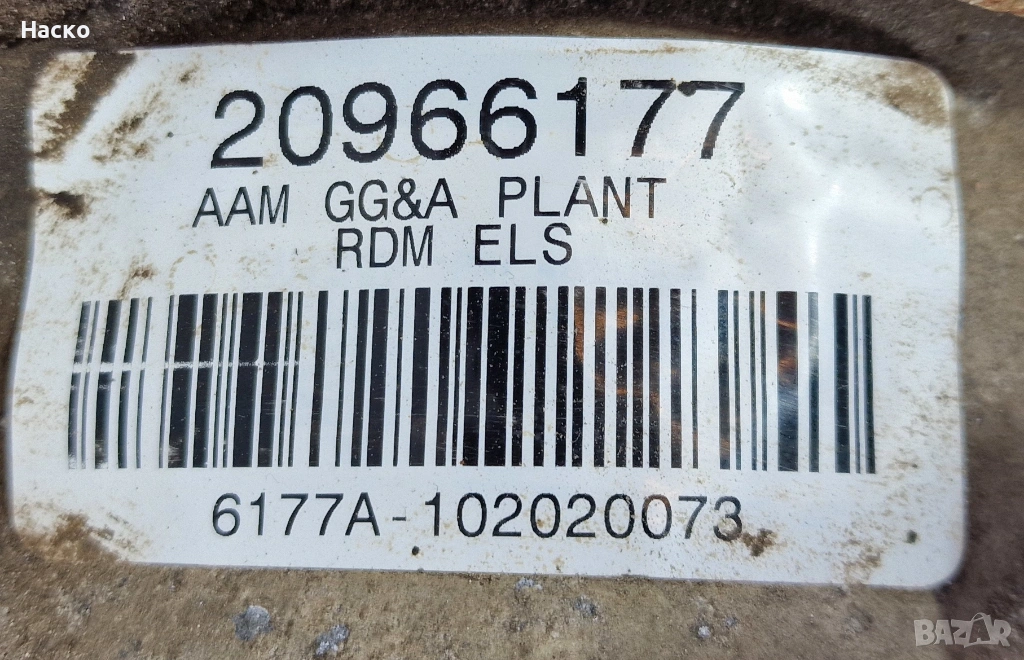 Наско
20966177
AAM GG&A PLANT
RDM ELS
6177A-102020073
BAZAR